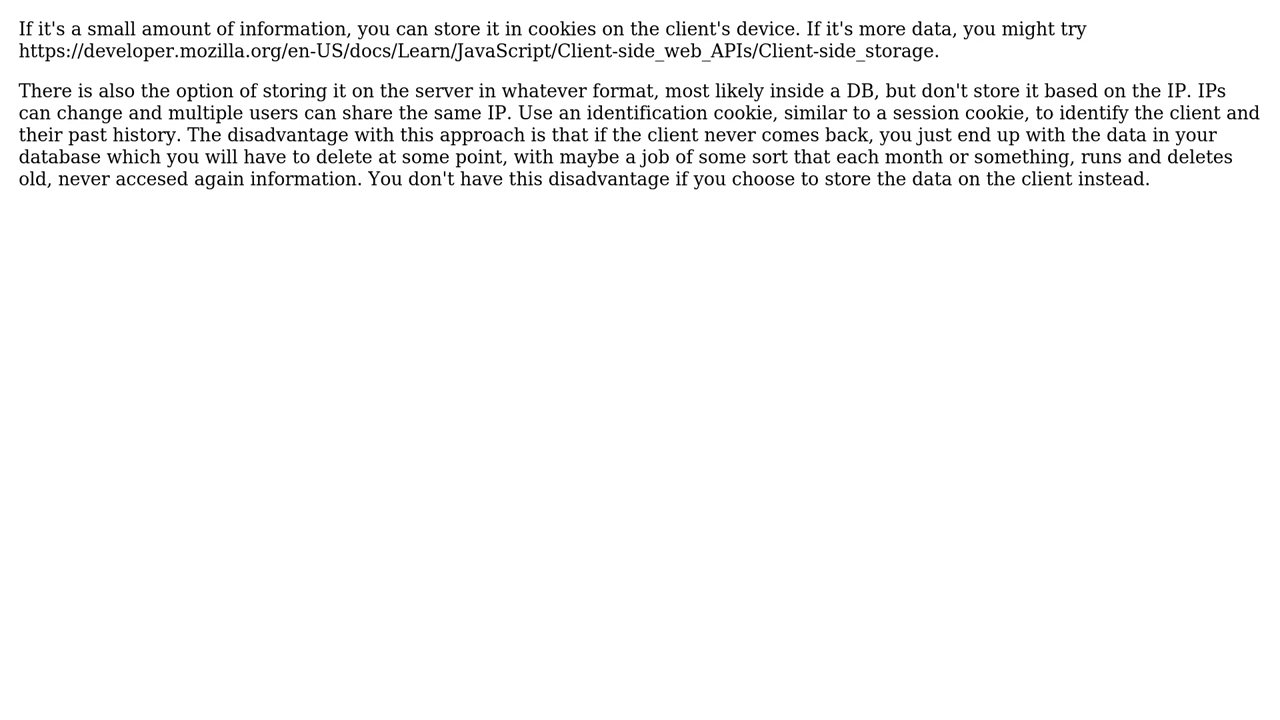 If it's a small amount of information, you can store it in cookies on the client's device. If it's more data, you might try
https://developer.mozilla.org/en-US/docs/Learn/JavaScript/Client-side_web_APIs/Client-side_storage.
There is also the option of storing it on the server in whatever format, most likely inside a DB, but don't store it based on the IP. IPs
can change and multiple users can share the same IP. Use an identification cookie, similar to a session cookie, to identify the client and
their past history. The disadvantage with this approach is that if the client never comes back, you just end up with the data in your
database which you will have to delete at some point, with maybe a job of some sort that each month or something, runs and deletes
old, never accesed again information. You don't have this disadvantage if you choose to store the data on the client instead.